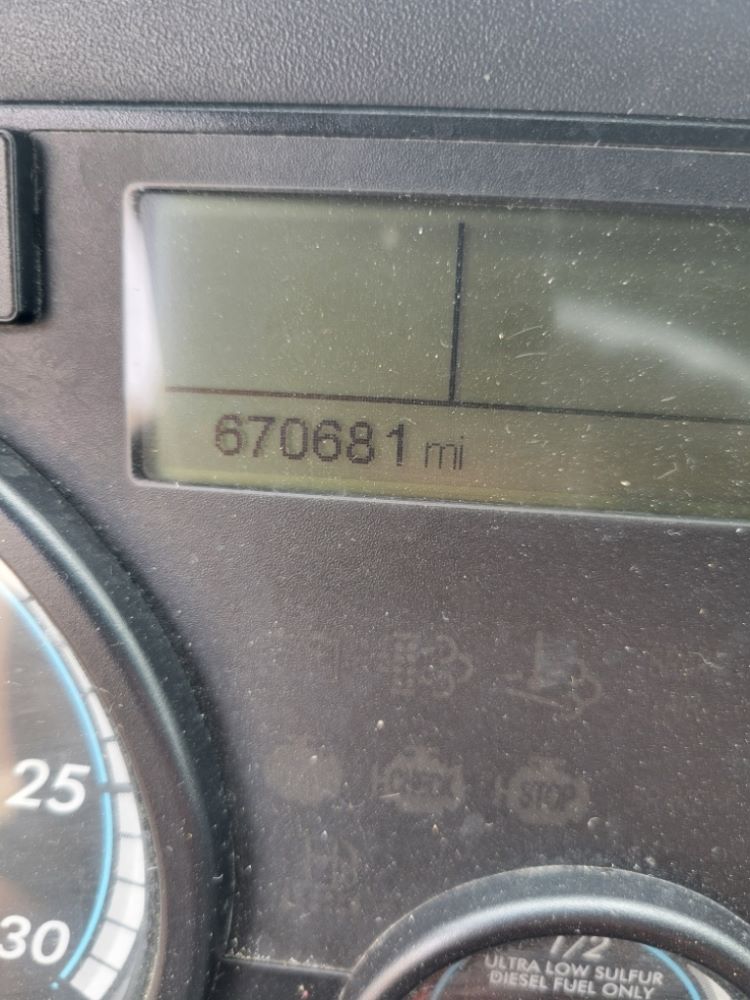 670681 mi
25
CHECK
STOP
30
1/2
ULTRA LOW SULFUR
DIESEL FUEL ONLY